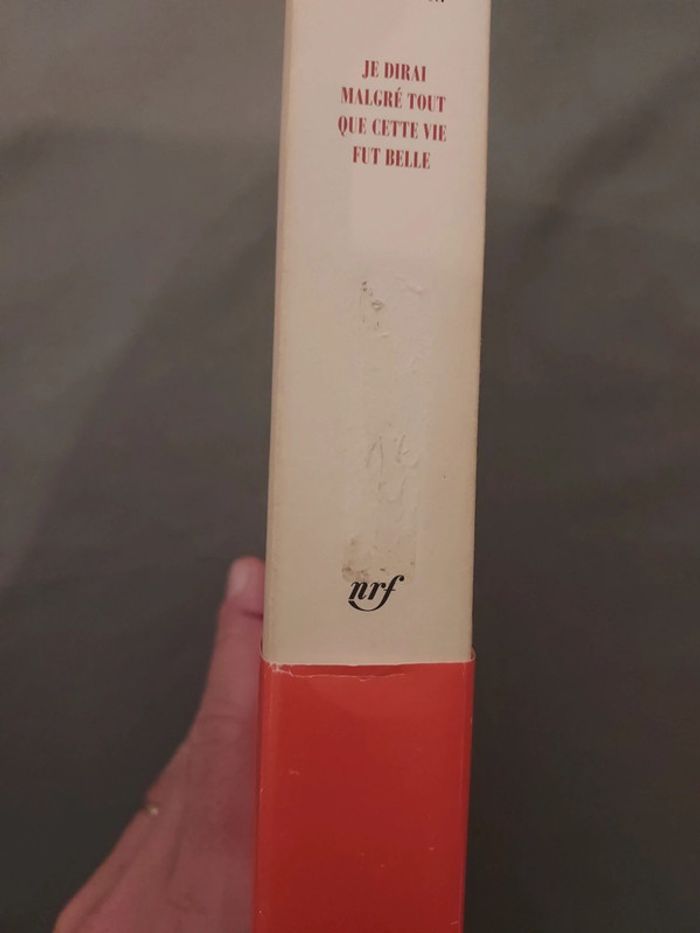 JE DIRAI
MALGRÉ TOUT
QUE CETTE VIE
FUT BELLE
nrf